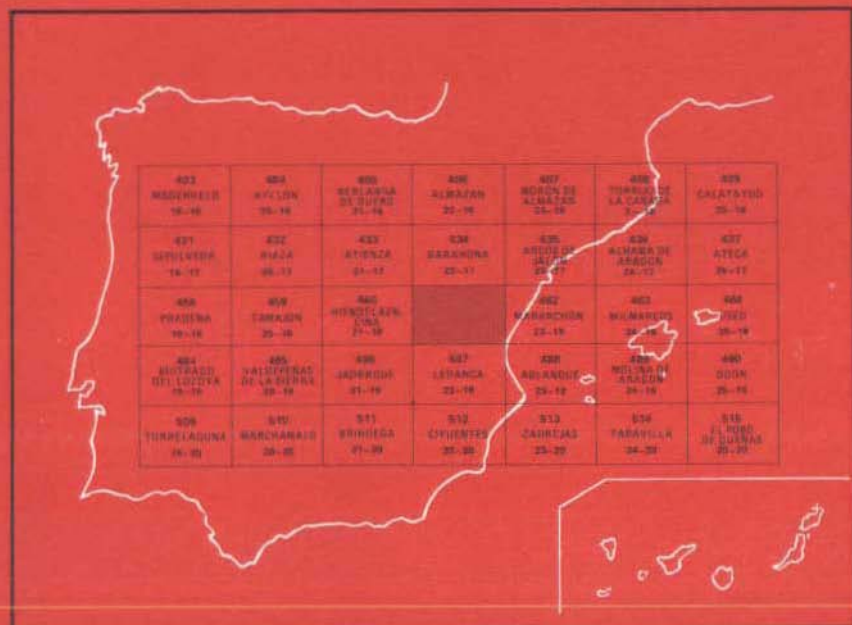 403
MADERUELO
19-16
404
AYLLON
20-16
405
BERLANGA
DE DUERO
21-16
406
ALMAZAN
22-16
407
MORON DE
ALMAZAN
23-16
408
TORRIJO DE
LA CAÑADA
409
CALATAYUD
25-16
431
SEPULVEDA
19-17
432
RIAZA
20-17
433
ATIENZA
21-17
434
BARAHONA
22-17
435
ARCOS DE
JALON
23-17
436
ALHAMA DE
ARAGON
24-17
437
ATECA
25-17
458
PRADENA
19-18
459
TAMAJON
20-18
460
HIENDELAEN-
CINA
21-18
462
MARANCHON
23-18
463
MILMARCOS
24-18
464
USED
25-18
484
BUITRAGO
DEL LOZOYA
19-19
485
VALDEPEÑAS
DE LA SIERRA
20-19
486
JADRAQUE
21-19
487
LEDANCA
22-19
488
ABLANQUE
23-19
489
MOLINA DE
ARAGON
24-19
490
ODON
25-19
509
TORRELAGUNA
19-20
510
MARCHAMALO
20-20
511
BRIHUEGA
21-20
512
CIFUENTES
22-20
513
ZAOREJAS
23-20
514
TARAVILLA
24-20
515
EL POBO
DE DUEÑAS
25-20